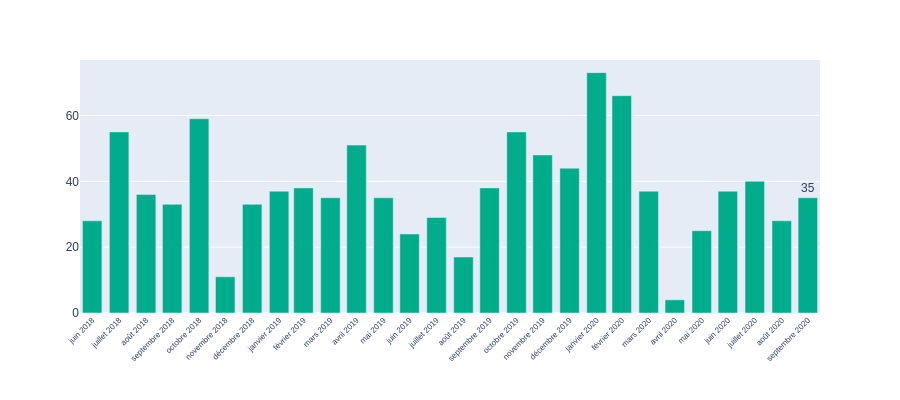 60
40
20
0
35
juin 2018
juillet 2018
août 2018
septembre 2018
octobre 2018
novembre 2018
décembre 2018
janvier 2019
février 2019
mars 2019
avril 2019
mai 2019
juin 2019
juillet 2019
août 2019
septembre 2019
octobre 2019
novembre 2019
décembre 2019
janvier 2020
février 2020
mars 2020
avril 2020
mai 2020
juin 2020
juillet 2020
août 2020
septembre 2020